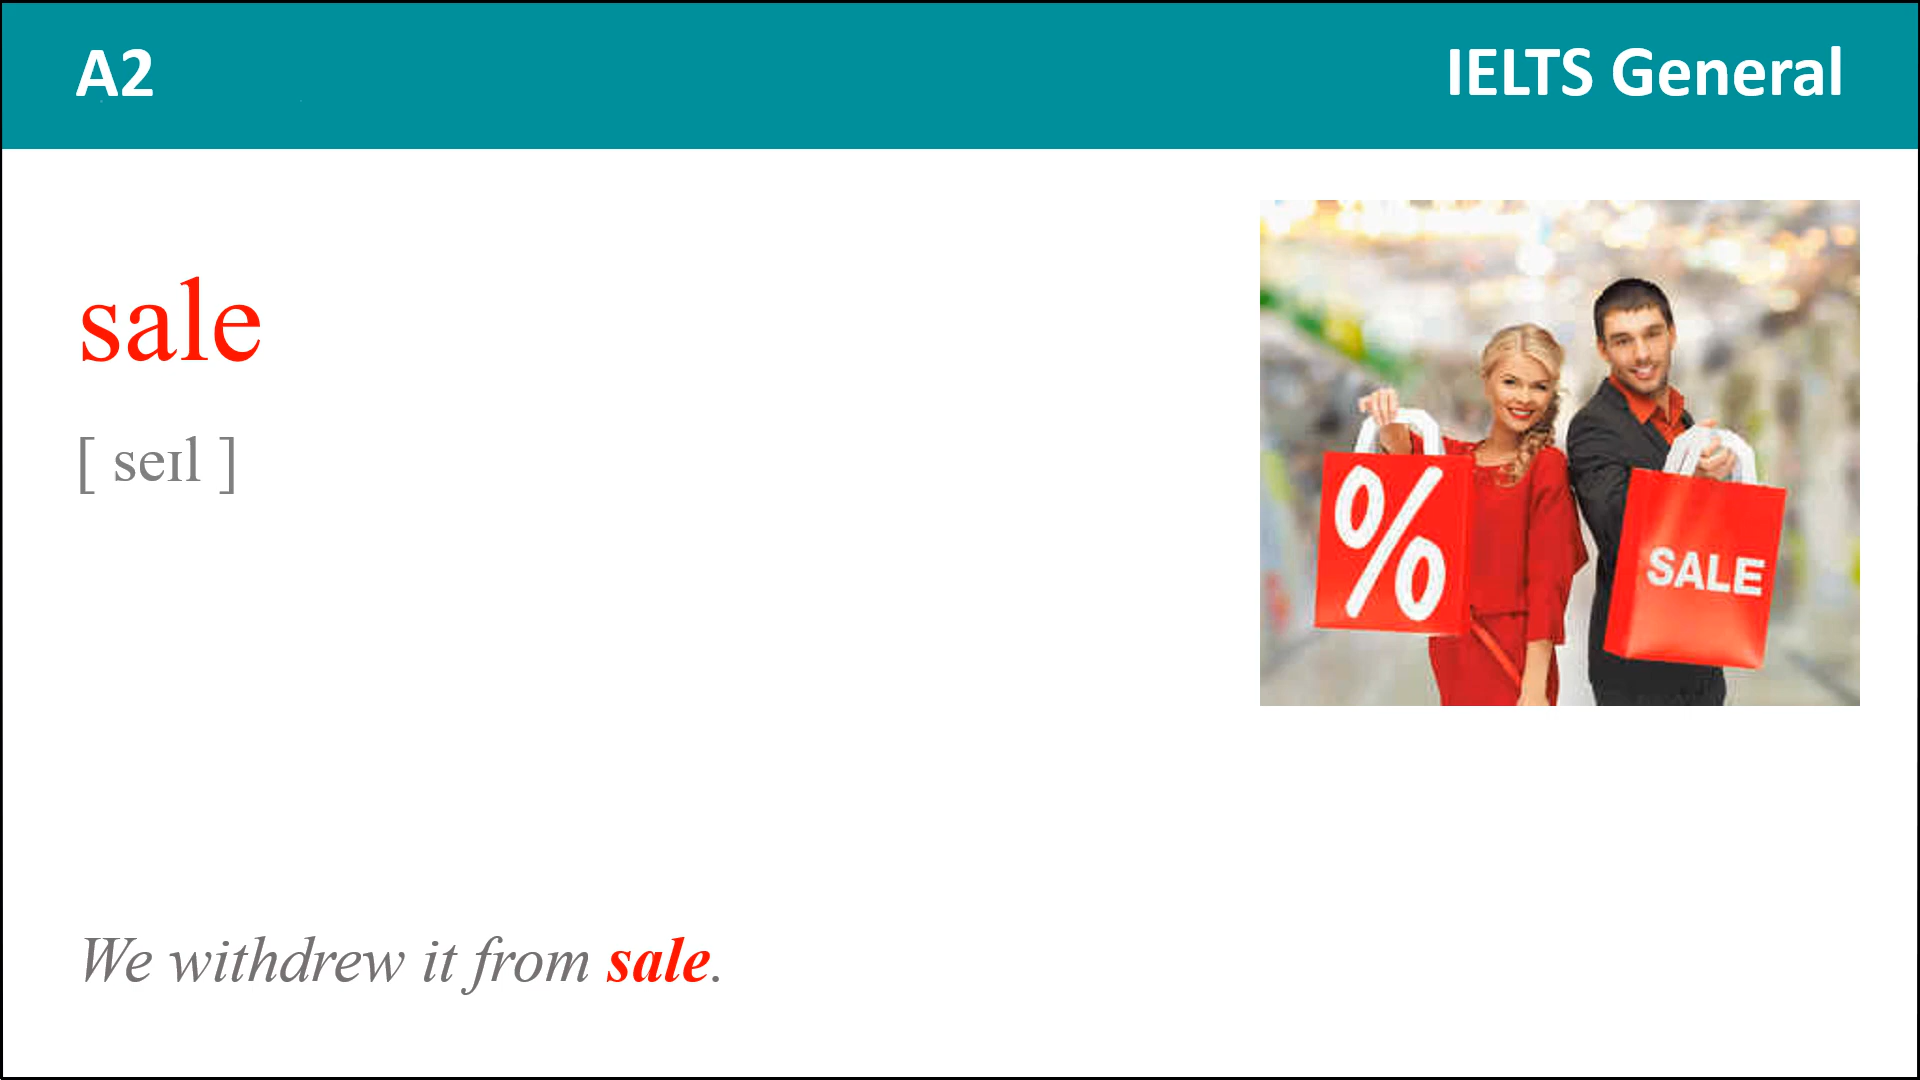 A2
IELTS General
sale
[ seɪl ]
%
SALE
We withdrew it from sale.